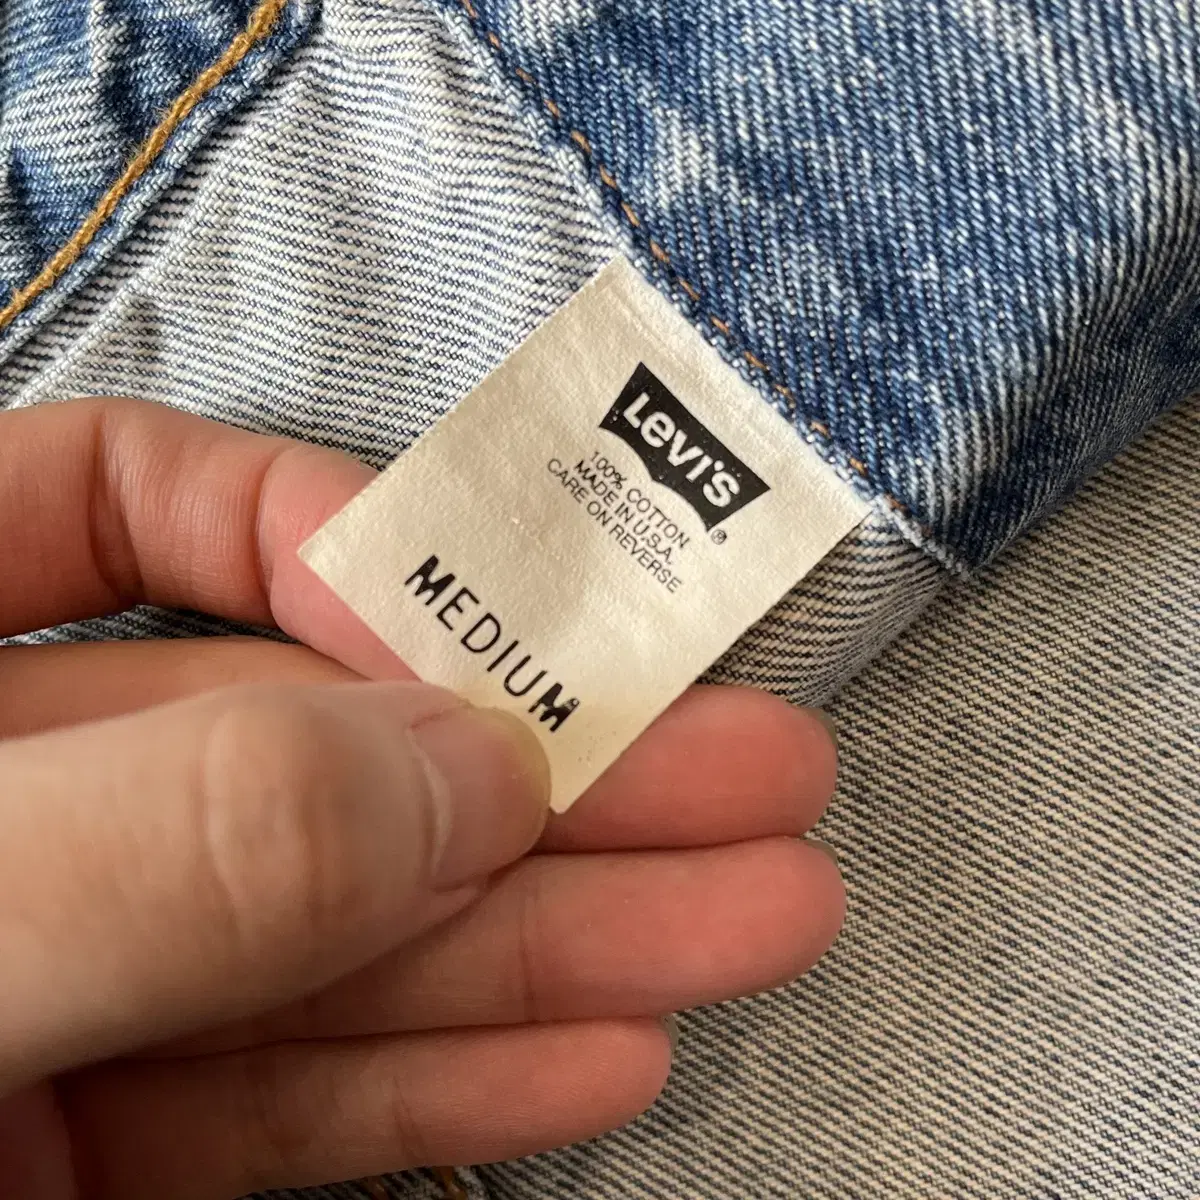 Levi's®
100% COTTON
MADE IN U.S.A.
CARE ON REVERSE
MEDIUM